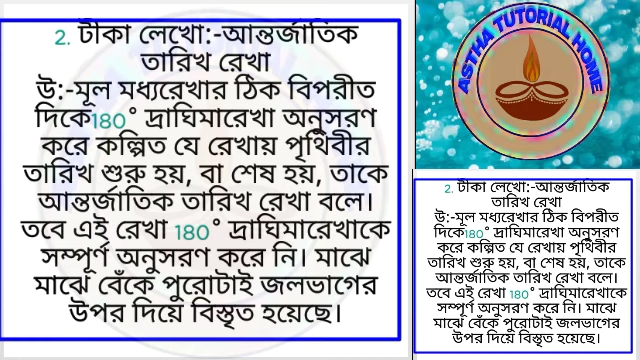 2. টীকা লেখো:-আন্তর্জাতিক
তারিখ রেখা
উ:-মূল মধ্যরেখার ঠিক বিপরীত
দিকে180° দ্রাঘিমারেখা অনুসরণ
করে কল্পিত যে রেখায় পৃথিবীর
তারিখ শুরু হয়, বা শেষ হয়, তাকে
আন্তর্জাতিক তারিখ রেখা বলে।
তবে এই রেখা 180° দ্রাঘিমারেখাকে
সম্পূর্ণ অনুসরণ করে নি। মাঝে
মাঝে বেঁকে পুরোটাই জলভাগের
উপর দিয়ে বিস্তৃত হয়েছে।
ASTHA TUTORIAL HOME
2. টীকা লেখো:-আন্তর্জাতিক
তারিখ রেখা
উ:-মূল মধ্যরেখার ঠিক বিপরীত
দিকে180° দ্রাঘিমারেখা অনুসরণ
করে কল্পিত যে রেখায় পৃথিবীর
তারিখ শুরু হয়, বা শেষ হয়, তাকে
আন্তর্জাতিক তারিখ রেখা বলে।
তবে এই রেখা 180° দ্রাঘিমারেখাকে
সম্পূর্ণ অনুসরণ করে নি। মাঝে
মাঝে বেঁকে পুরোটাই জলভাগের
উপর দিয়ে বিস্তৃত হয়েছে।